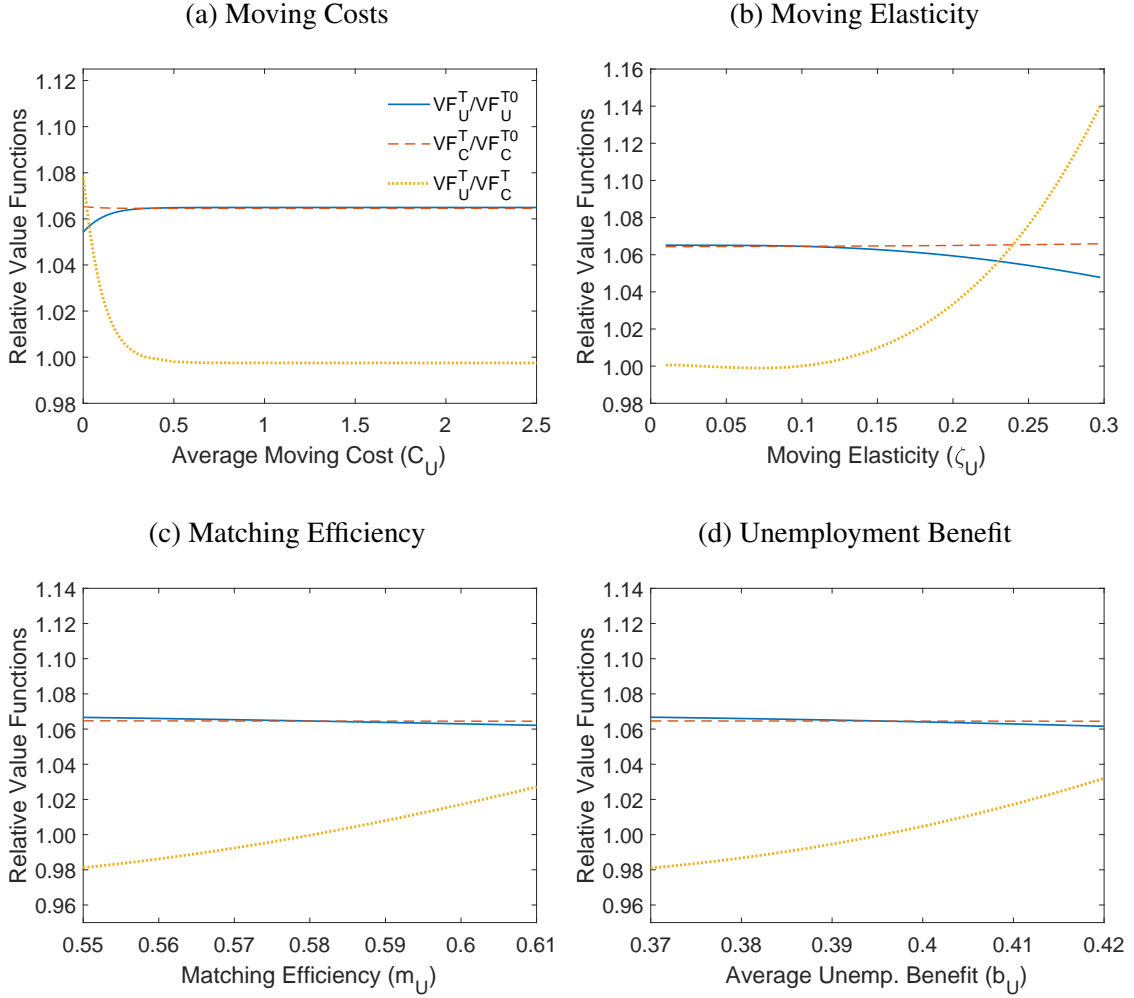 (a) Moving Costs
Relative Value Functions
1.12
1.10
1.08
1.06
1.04
1.02
1.00
0.98
VF_U^T/VF_U^T0
VF_C^T/VF_C^T0
VF_U^T/VF_C^T
0 0.5 1 1.5 2 2.5
Average Moving Cost (C_U)
(b) Moving Elasticity
Relative Value Functions
1.16
1.14
1.12
1.10
1.08
1.06
1.04
1.02
1.00
0.98
0 0.05 0.1 0.15 0.2 0.25 0.3
Moving Elasticity (ζ_U)
(c) Matching Efficiency
Relative Value Functions
1.14
1.12
1.10
1.08
1.06
1.04
1.02
1.00
0.98
0.96
0.55 0.56 0.57 0.58 0.59 0.6 0.61
Matching Efficiency (m_U)
(d) Unemployment Benefit
Relative Value Functions
1.14
1.12
1.10
1.08
1.06
1.04
1.02
1.00
0.98
0.96
0.37 0.38 0.39 0.4 0.41 0.42
Average Unemp. Benefit (b_U)